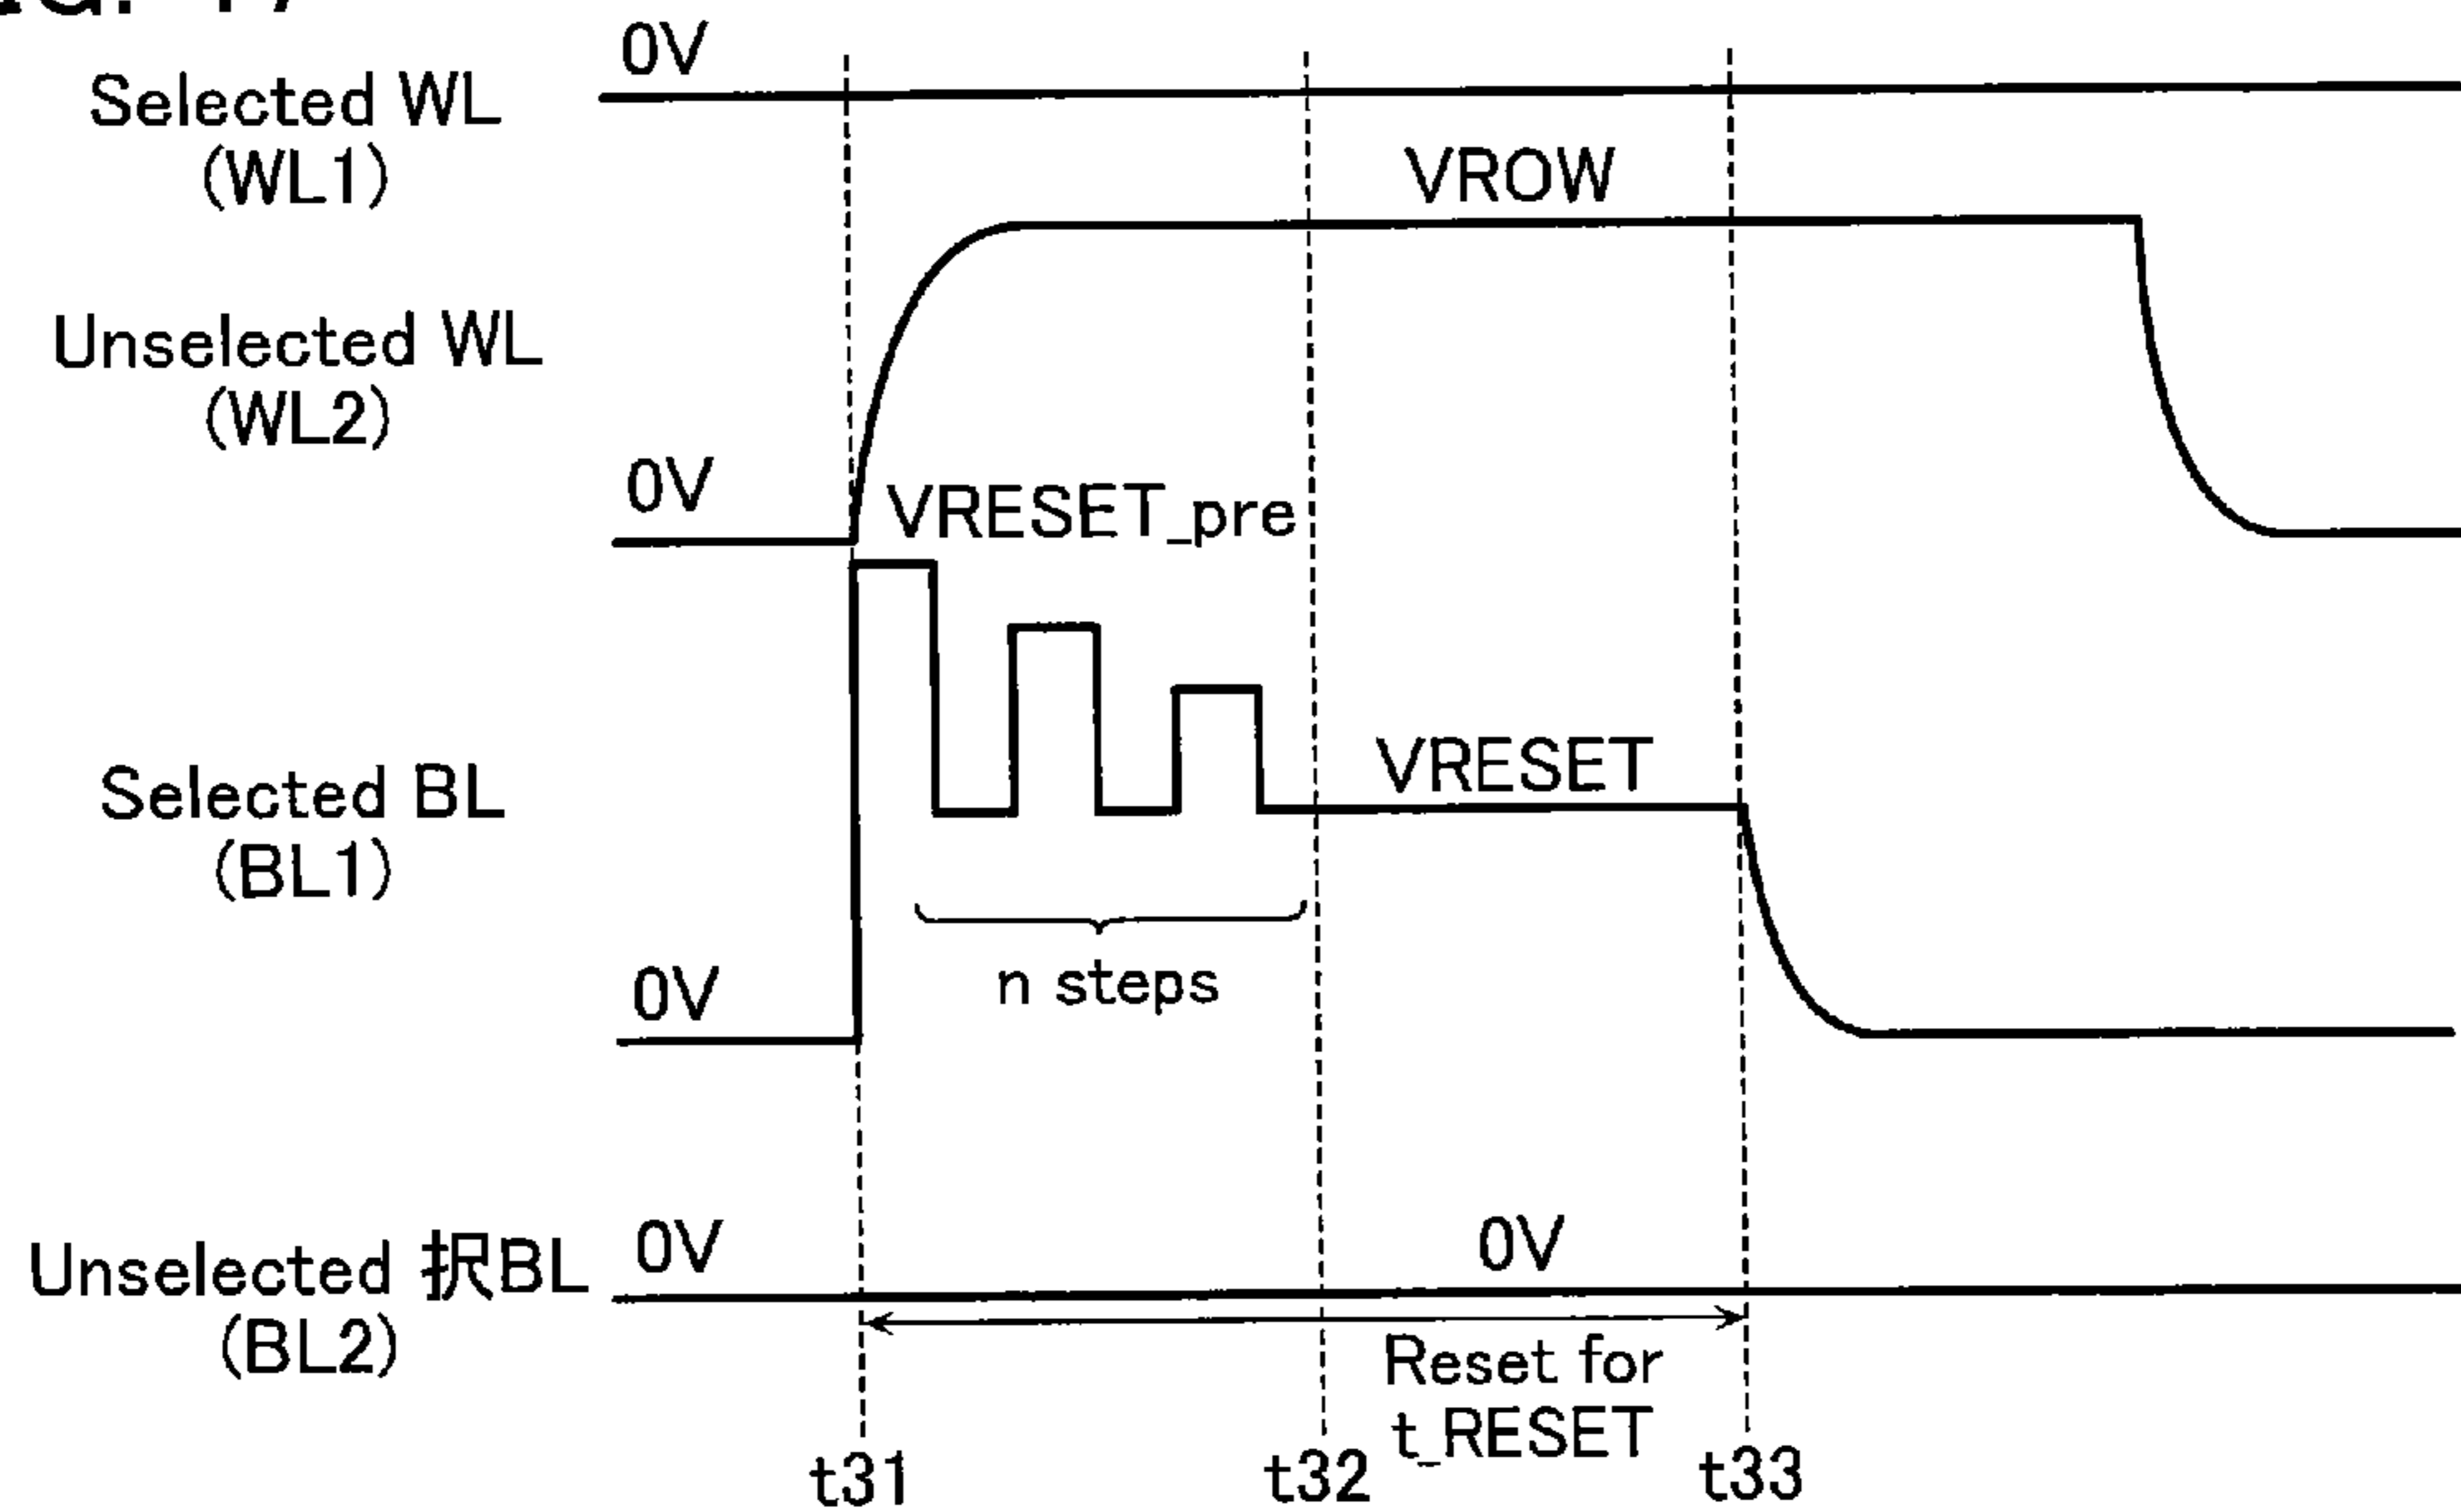 0V
Selected WL
(WL1)
VROW
Unselected WL
(WL2)
0V
VRESET_pre
VRESET
Selected BL
(BL1)
n steps
0V
Unselected 択BL
(BL2)
0V
0V
Reset for
t_RESET
t31
t32
t33